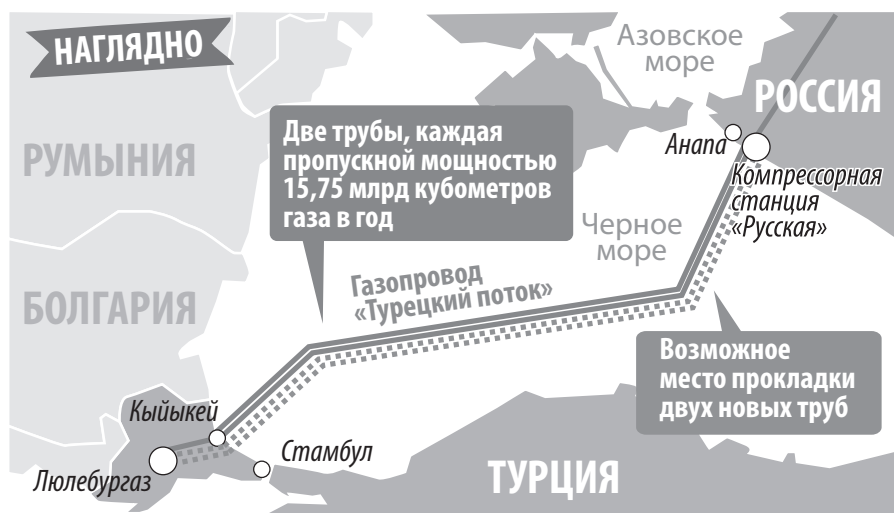 НАГЛЯДНО
Азовское
море
РОССИЯ
РУМЫНИЯ
Две трубы, каждая
пропускной мощностью
15,75 млрд кубометров
газа в год
Анапа
Компрессорная
станция
«Русская»
Черное
море
Газопровод
«Турецкий поток»
БОЛГАРИЯ
Возможное
место прокладки
двух новых труб
Кыйыкей
Стамбул
Люлебургаз
ТУРЦИЯ